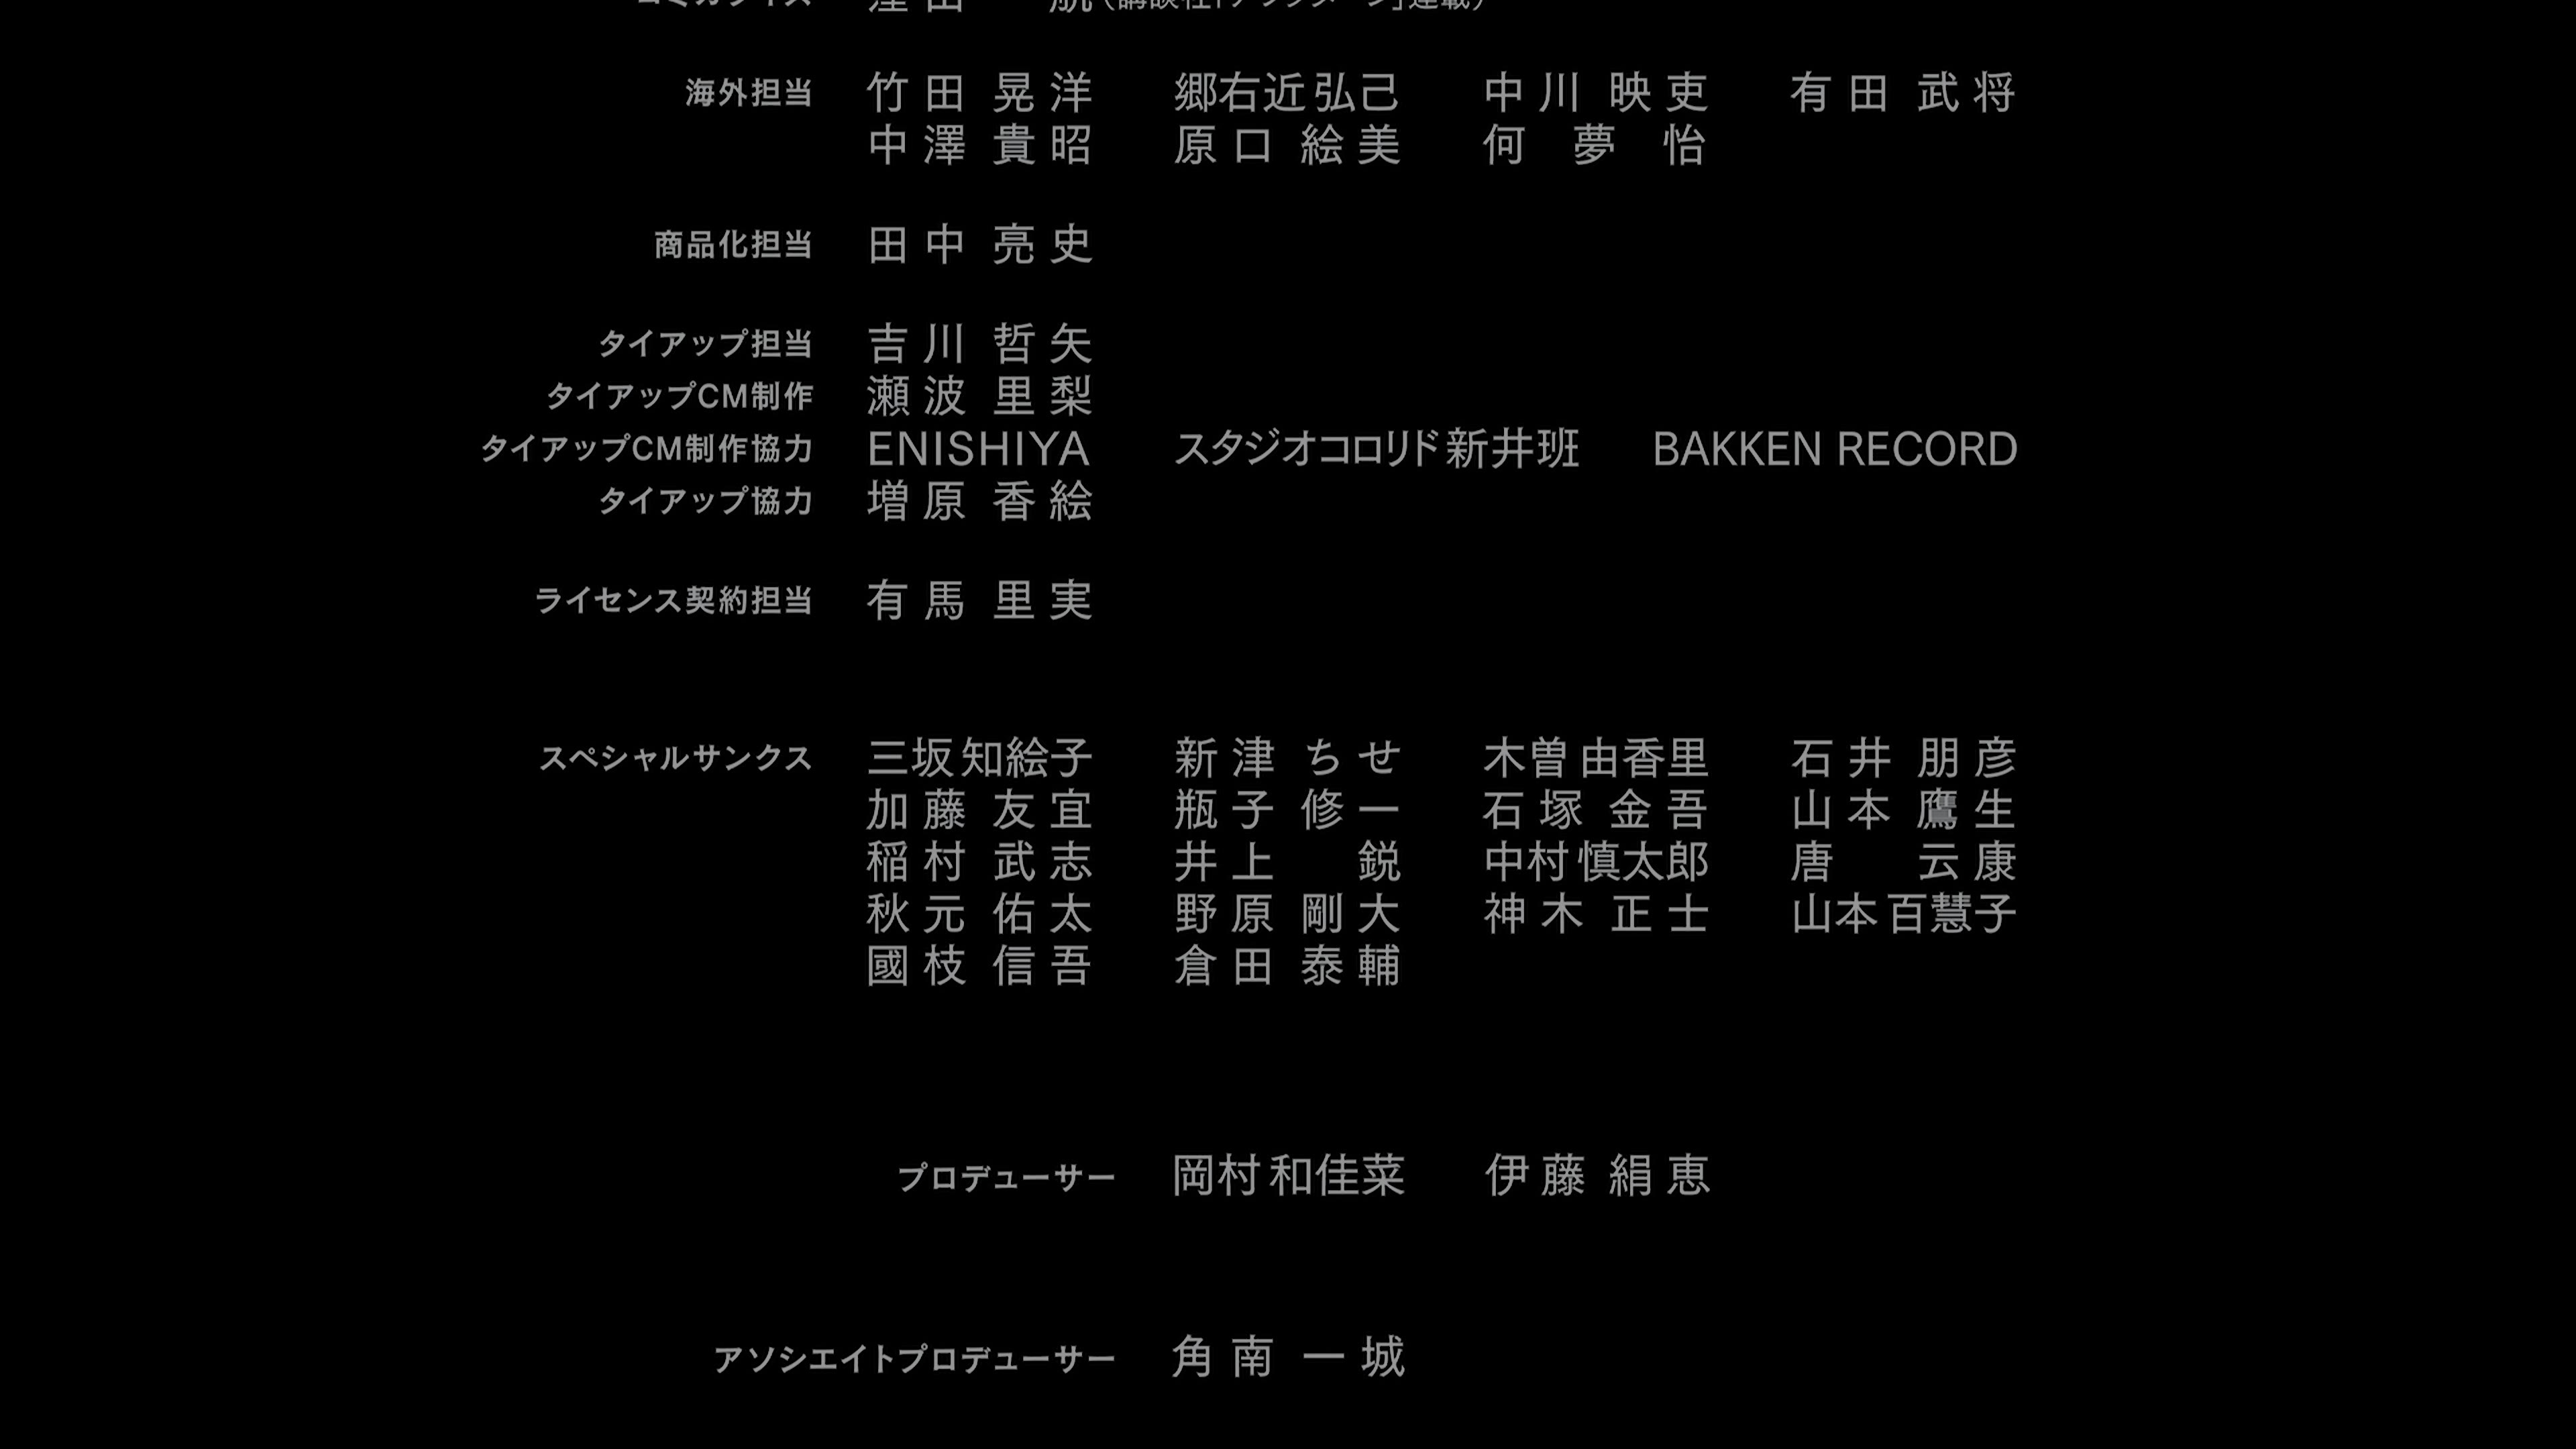 海外担当 竹田晃洋 郷右近弘己 中川映吏 有田武将
中澤貴昭 原口絵美 何夢怡
商品化担当 田中亮史
タイアップ担当 吉川哲矢
タイアップCM制作 瀬波里梨
タイアップCM制作協力 ENISHIYA スタジオコロリド新井班 BAKKEN RECORD
タイアップ協力 増原香絵
ライセンス契約担当 有馬里実
スペシャルサンクス 三坂知絵子 新津ちせ 木曽由香里 石井朋彦
加藤友宜 瓶子修一 石塚金吾 山本鷹生
稲村武志 井上鋭 中村慎太郎 唐云康
秋元佑太 野原剛大 神木正士 山本百慧子
國枝信吾 倉田泰輔
プロデューサー 岡村和佳菜 伊藤絹恵
アソシエイトプロデューサー 角南一城